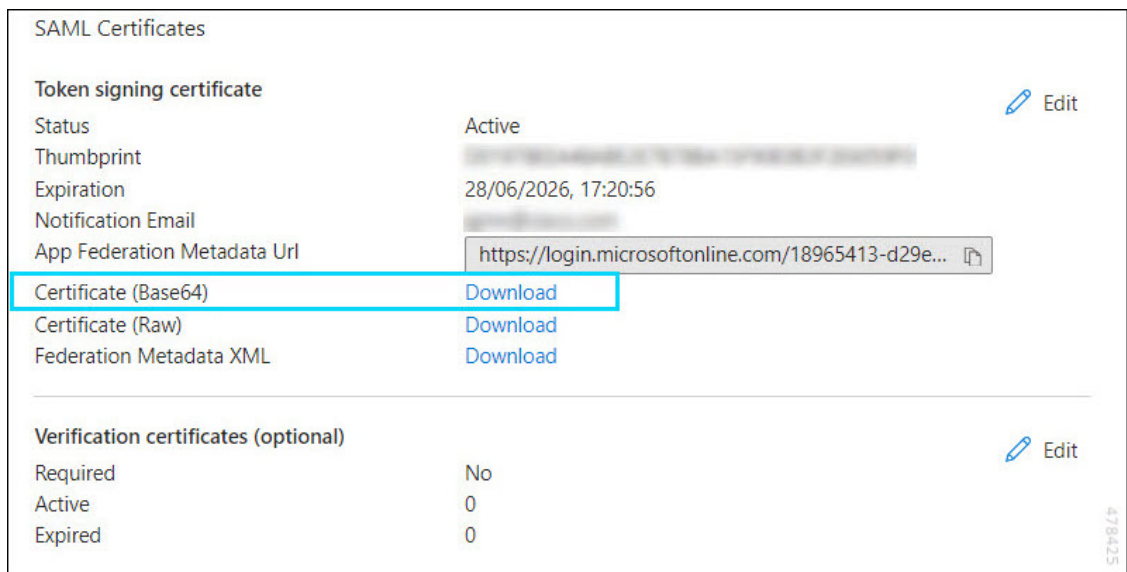 SAML Certificates
Token signing certificate
Edit
Status Active
Thumbprint
Expiration 28/06/2026, 17:20:56
Notification Email
App Federation Metadata Url https://login.microsoftonline.com/18965413-d29e...
Certificate (Base64) Download
Certificate (Raw) Download
Federation Metadata XML Download
Verification certificates (optional)
Edit
Required No
Active 0
Expired 0
478425